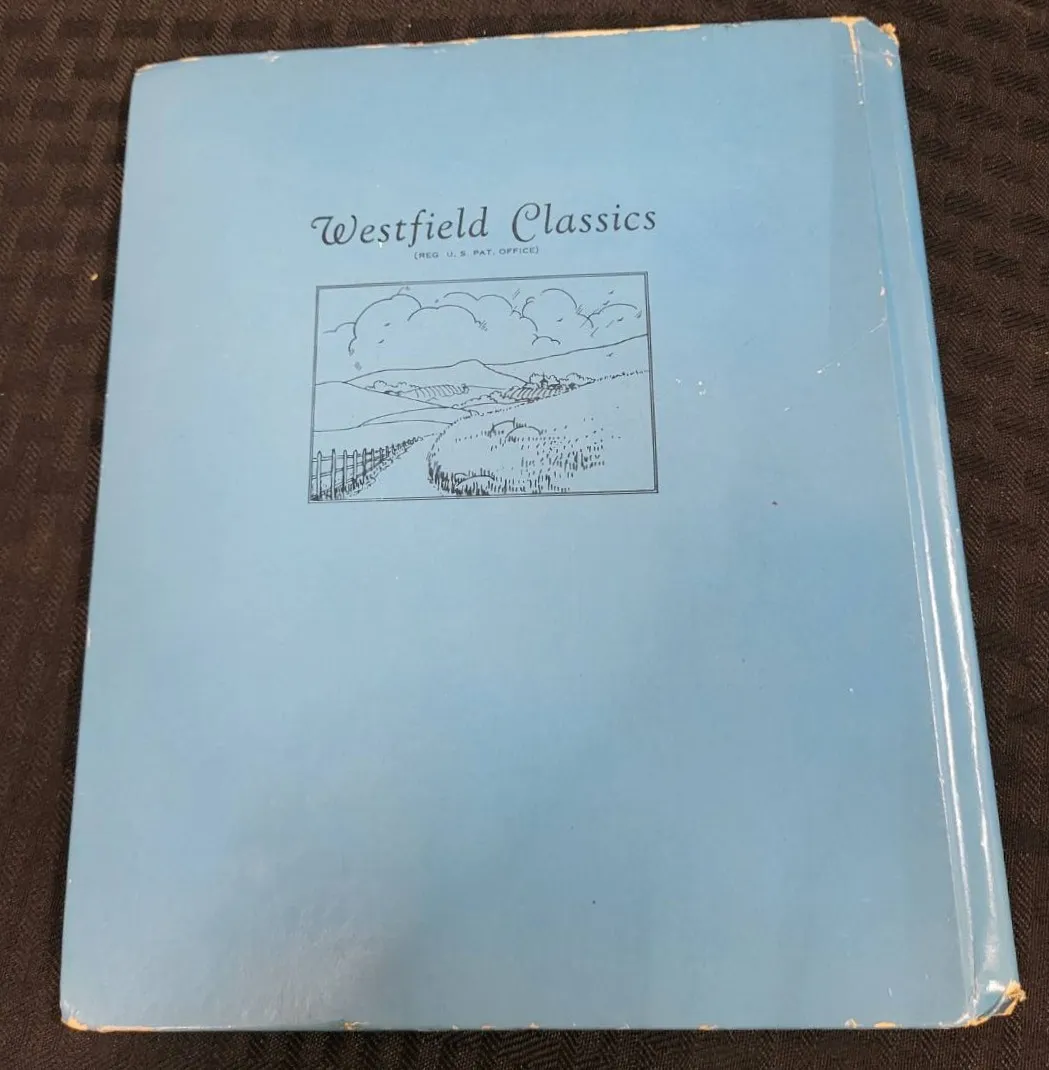 Westfield Classics
(REG U. S PAT. OFFICE)